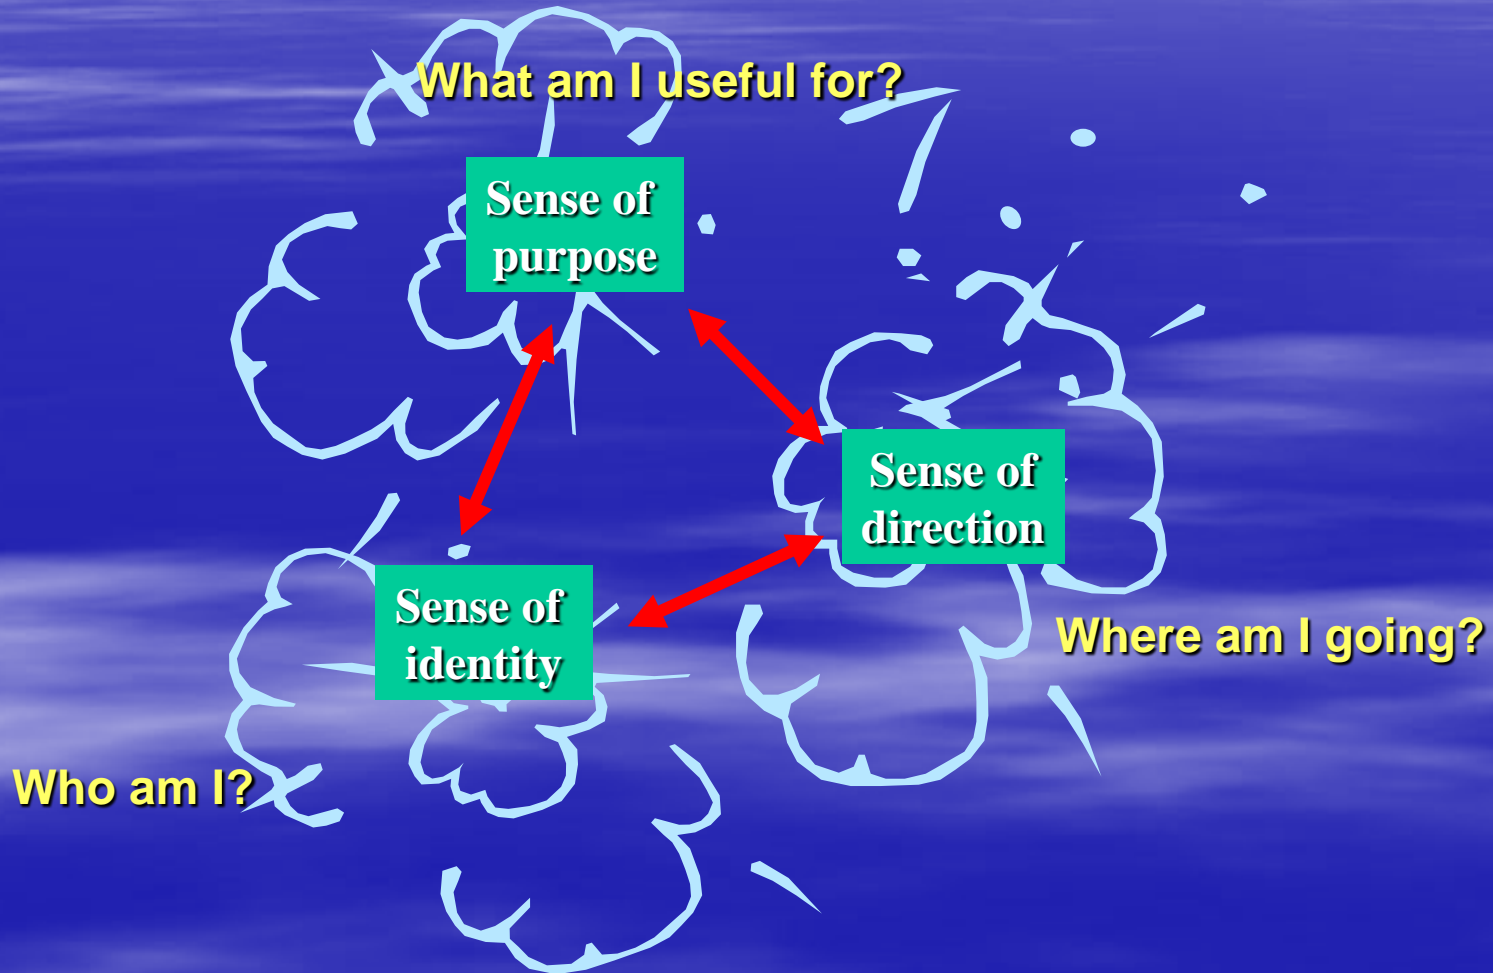 What am I useful for?
Sense of
purpose
Sense of
direction
Sense of
identity
Where am I going?
Who am I?